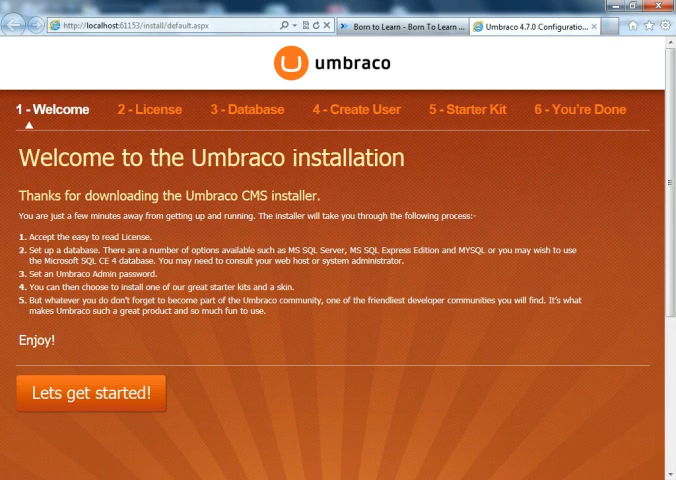 http://localhost:61153/install/default.aspx
Born to Learn - Born To Learn ...
Umbraco 4.7.0 Configuratio...
umbraco
1 - Welcome 2 - License 3 - Database 4 - Create User 5 - Starter Kit 6 - You're Done
Welcome to the Umbraco installation
Thanks for downloading the Umbraco CMS installer.
You are just a few minutes away from getting up and running. The installer will take you through the following process:-
1. Accept the easy to read License.
2. Set up a database. There are a number of options available such as MS SQL Server, MS SQL Express Edition and MYSQL or you may wish to use
the Microsoft SQL CE 4 database. You may need to consult your web host or system administrator.
3. Set an Umbraco Admin password.
4. You can then choose to install one of our great starter kits and a skin.
5. But whatever you do don't forget to become part of the Umbraco community, one of the friendliest developer communities you will find. It's what
makes Umbraco such a great product and so much fun to use.
Enjoy!
Lets get started!